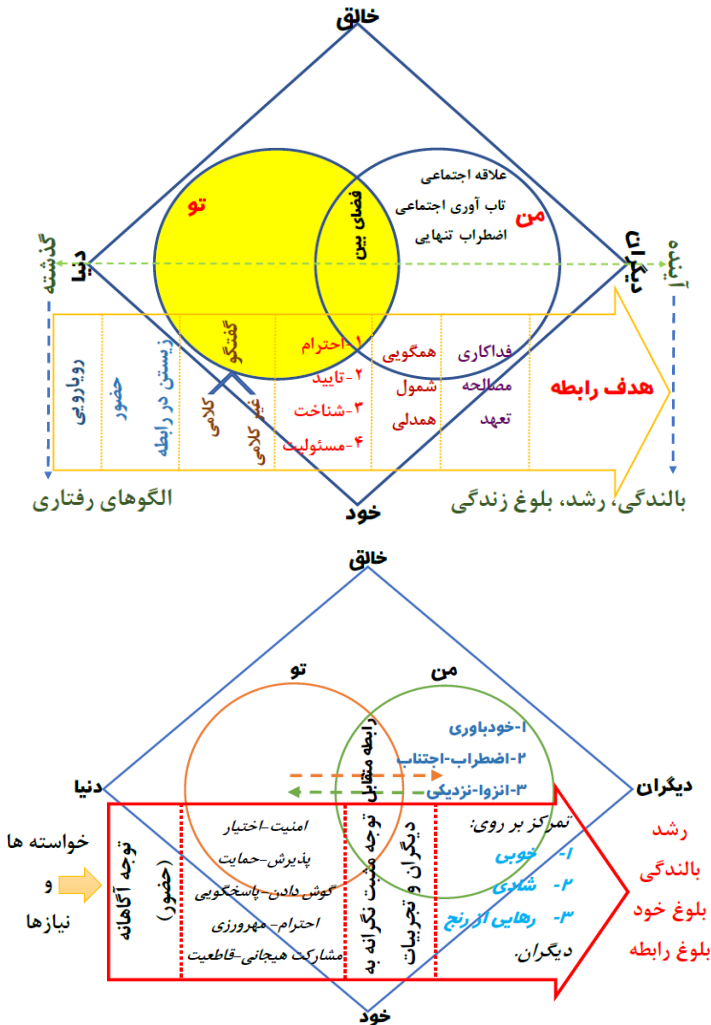 خالق
علاقه اجتماعی
تاب آوری اجتماعی
اضطراب تنهایی
من
تو
فضای بین
دیگران
دنیا
آینده
گذشته
رویارویی
حضور
زیستن در رابطه
گفتگو
کلامی
غیر کلامی
۱-احترام
۲-تایید
۳-شناخت
۴-مسئولیت
همگویی
شمول
همدلی
فداکاری
مصالحه
تعهد
هدف رابطه
الگوهای رفتاری
بالندگی، رشد، بلوغ زندگی
خود
خالق
تو
من
رابطه متقابل
۱-خودباوری
۲-اضطراب-اجتناب
۳-انزوا-نزدیکی
دنیا
دیگران
خواسته ها
و
نیازها
توجه آگاهانه
(حضور)
امنیت-اختیار
پذیرش-حمایت
گوش دادن-پاسخگویی
احترام-مهرورزی
مشارکت هیجانی-قاطعیت
توجه مثبت نگرانه به
دیگران و تجربیات
تمرکز بر روی:
۱- خوبی
۲- شادی
۳- رهایی از رنج
دیگران.
رشد
بالندگی
بلوغ خود
بلوغ رابطه
خود